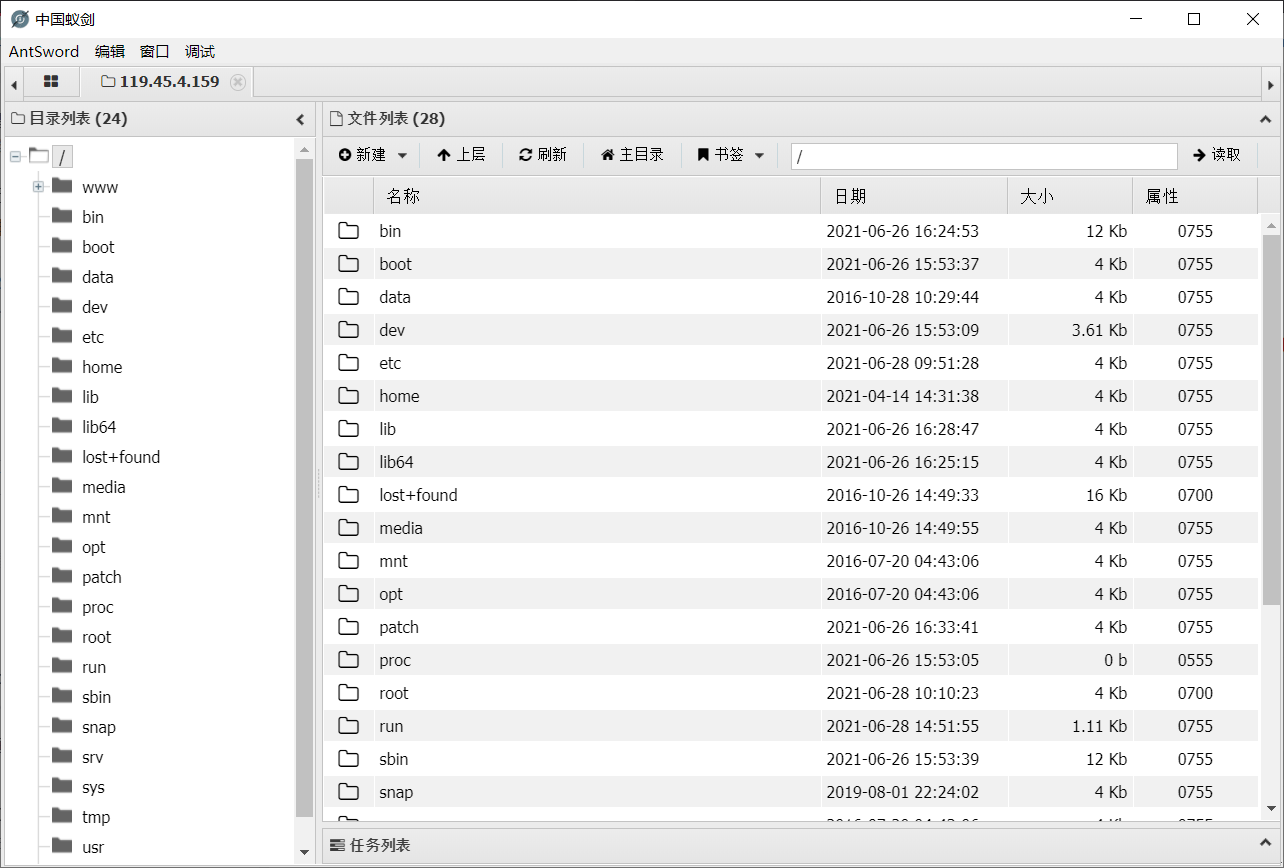 中国蚁剑
AntSword 编辑 窗口 调试
119.45.4.159
目录列表 (24)
/
www
bin
boot
data
dev
etc
home
lib
lib64
lost+found
media
mnt
opt
patch
proc
root
run
sbin
snap
srv
sys
tmp
usr
文件列表 (28)
新建 上层 刷新 主目录 书签 / 读取
名称 日期 大小 属性
bin 2021-06-26 16:24:53 12 Kb 0755
boot 2021-06-26 15:53:37 4 Kb 0755
data 2016-10-28 10:29:44 4 Kb 0755
dev 2021-06-26 15:53:09 3.61 Kb 0755
etc 2021-06-28 09:51:28 4 Kb 0755
home 2021-04-14 14:31:38 4 Kb 0755
lib 2021-06-26 16:28:47 4 Kb 0755
lib64 2021-06-26 16:25:15 4 Kb 0755
lost+found 2016-10-26 14:49:33 16 Kb 0700
media 2016-10-26 14:49:55 4 Kb 0755
mnt 2016-07-20 04:43:06 4 Kb 0755
opt 2016-07-20 04:43:06 4 Kb 0755
patch 2021-06-26 16:33:41 4 Kb 0755
proc 2021-06-26 15:53:05 0 b 0555
root 2021-06-28 10:10:23 4 Kb 0700
run 2021-06-28 14:51:55 1.11 Kb 0755
sbin 2021-06-26 15:53:39 12 Kb 0755
snap 2019-08-01 22:24:02 4 Kb 0755
任务列表